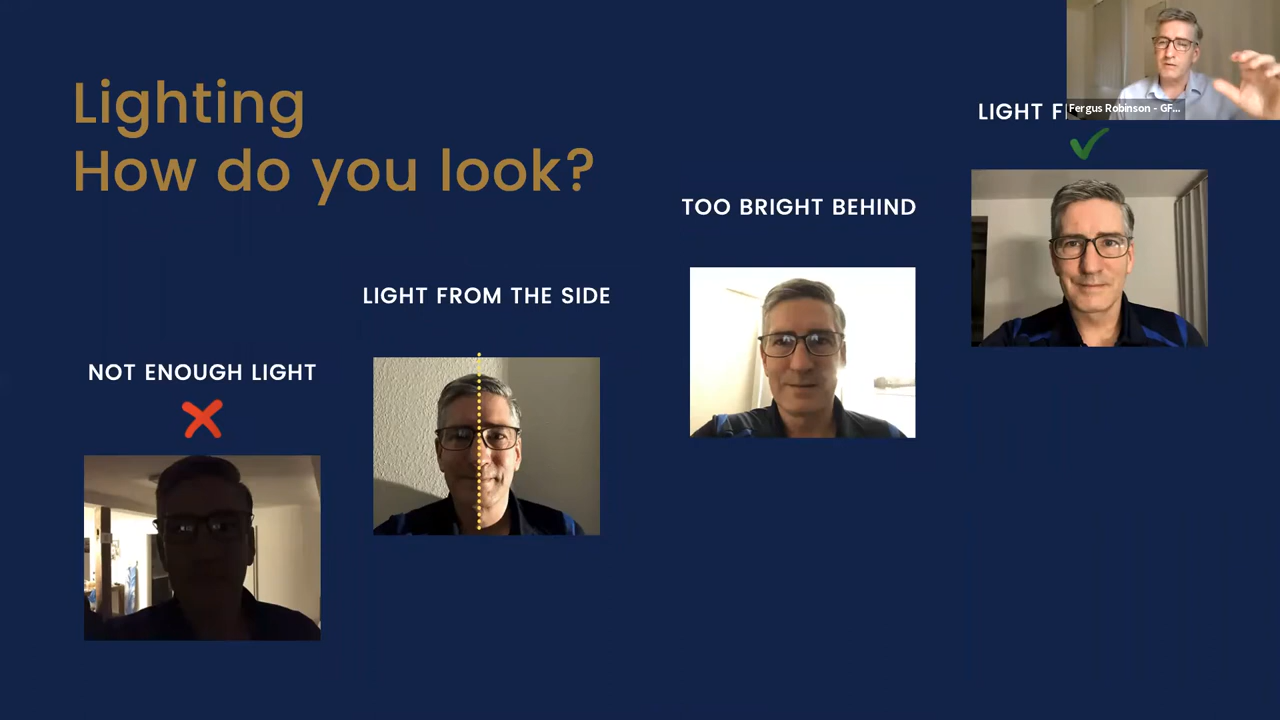 Lighting
How do you look?
LIGHT
Fergus Robinson - GF...
TOO BRIGHT BEHIND
LIGHT FROM THE SIDE
NOT ENOUGH LIGHT